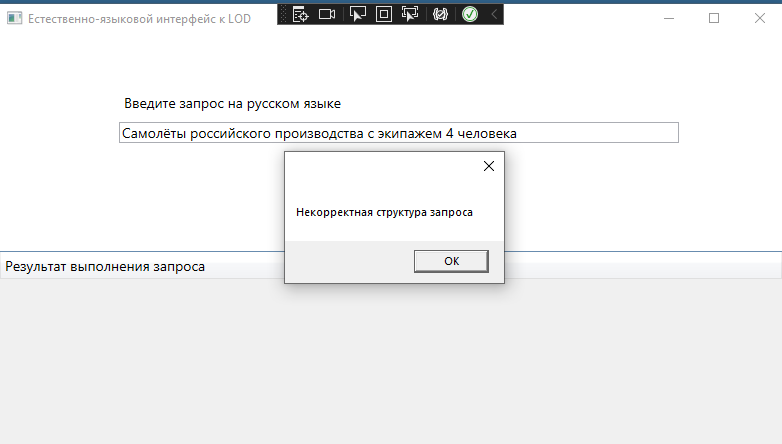 Естественно-языковой интерфейс к LOD
Введите запрос на русском языке
Самолёты российского производства с экипажем 4 человека
Некорректная структура запроса
ОК
Результат выполнения запроса